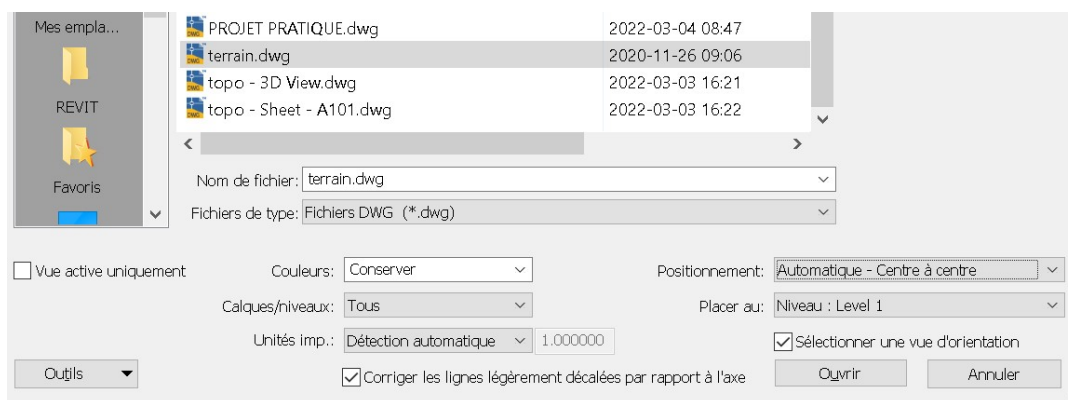 Mes empla...
PROJET PRATIQUE.dwg 2022-03-04 08:47
terrain.dwg 2020-11-26 09:06
topo - 3D View.dwg 2022-03-03 16:21
REVIT
topo - Sheet - A101.dwg 2022-03-03 16:22
Favoris
Nom de fichier: terrain.dwg
Fichiers de type: Fichiers DWG (*.dwg)
Vue active uniquement Couleurs: Conserver Positionnement: Automatique - Centre à centre
Calques/niveaux: Tous Placer au: Niveau : Level 1
Unités imp.: Détection automatique 1.000000 Sélectionner une vue d'orientation
Outils Corriger les lignes légèrement décalées par rapport à l'axe Ouvrir Annuler